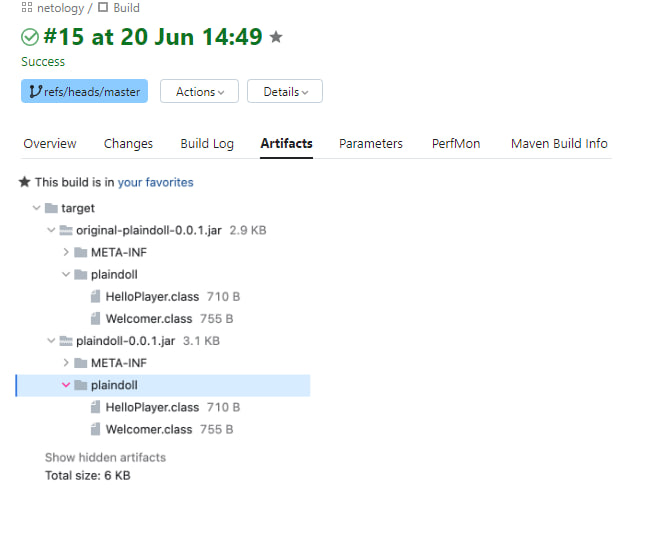 netology / Build
#15 at 20 Jun 14:49
Success
refs/heads/master Actions Details
Overview Changes Build Log Artifacts Parameters PerfMon Maven Build Info
This build is in your favorites
target
original-plaindoll-0.0.1.jar 2.9 KB
META-INF
plaindoll
HelloPlayer.class 710 B
Welcomer.class 755 B
plaindoll-0.0.1.jar 3.1 KB
META-INF
plaindoll
HelloPlayer.class 710 B
Welcomer.class 755 B
Show hidden artifacts
Total size: 6 KB